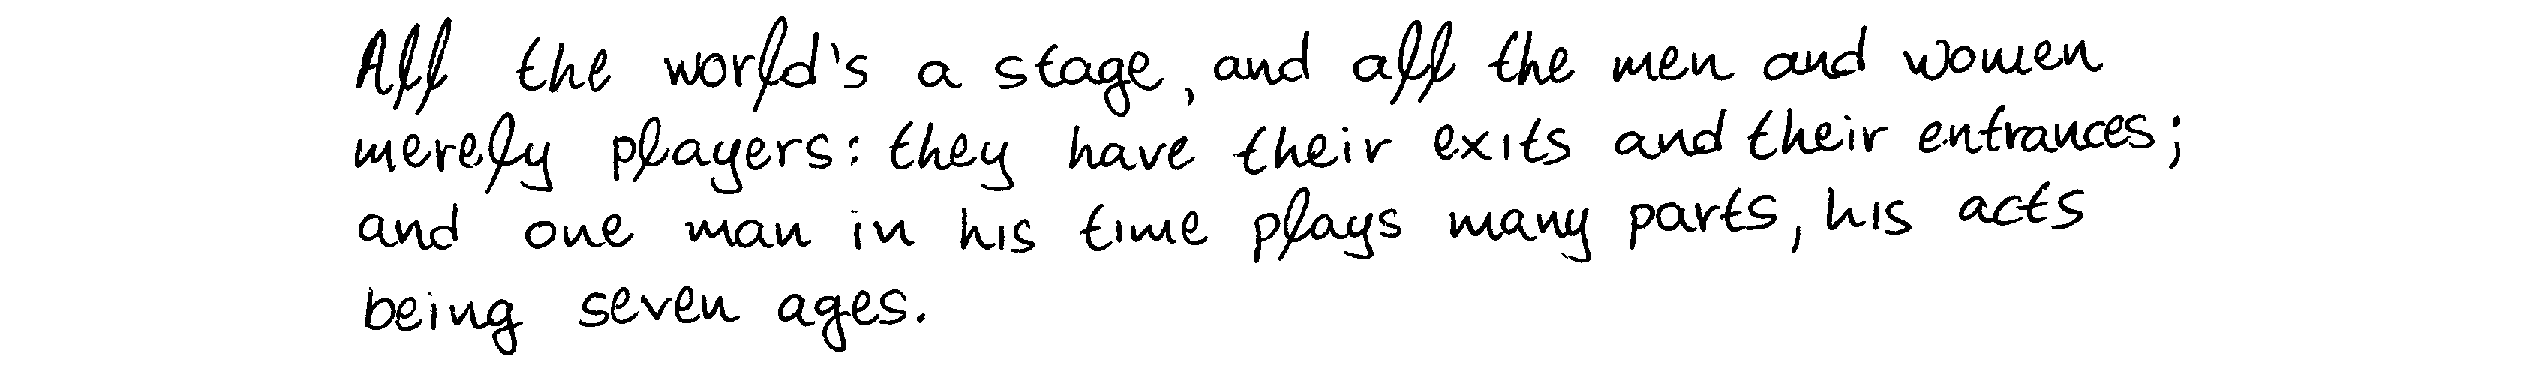 All the world's a stage, and all the men and women
merely players: they have their exits and their entrances;
and one man in his time plays many parts, his acts
being seven ages.